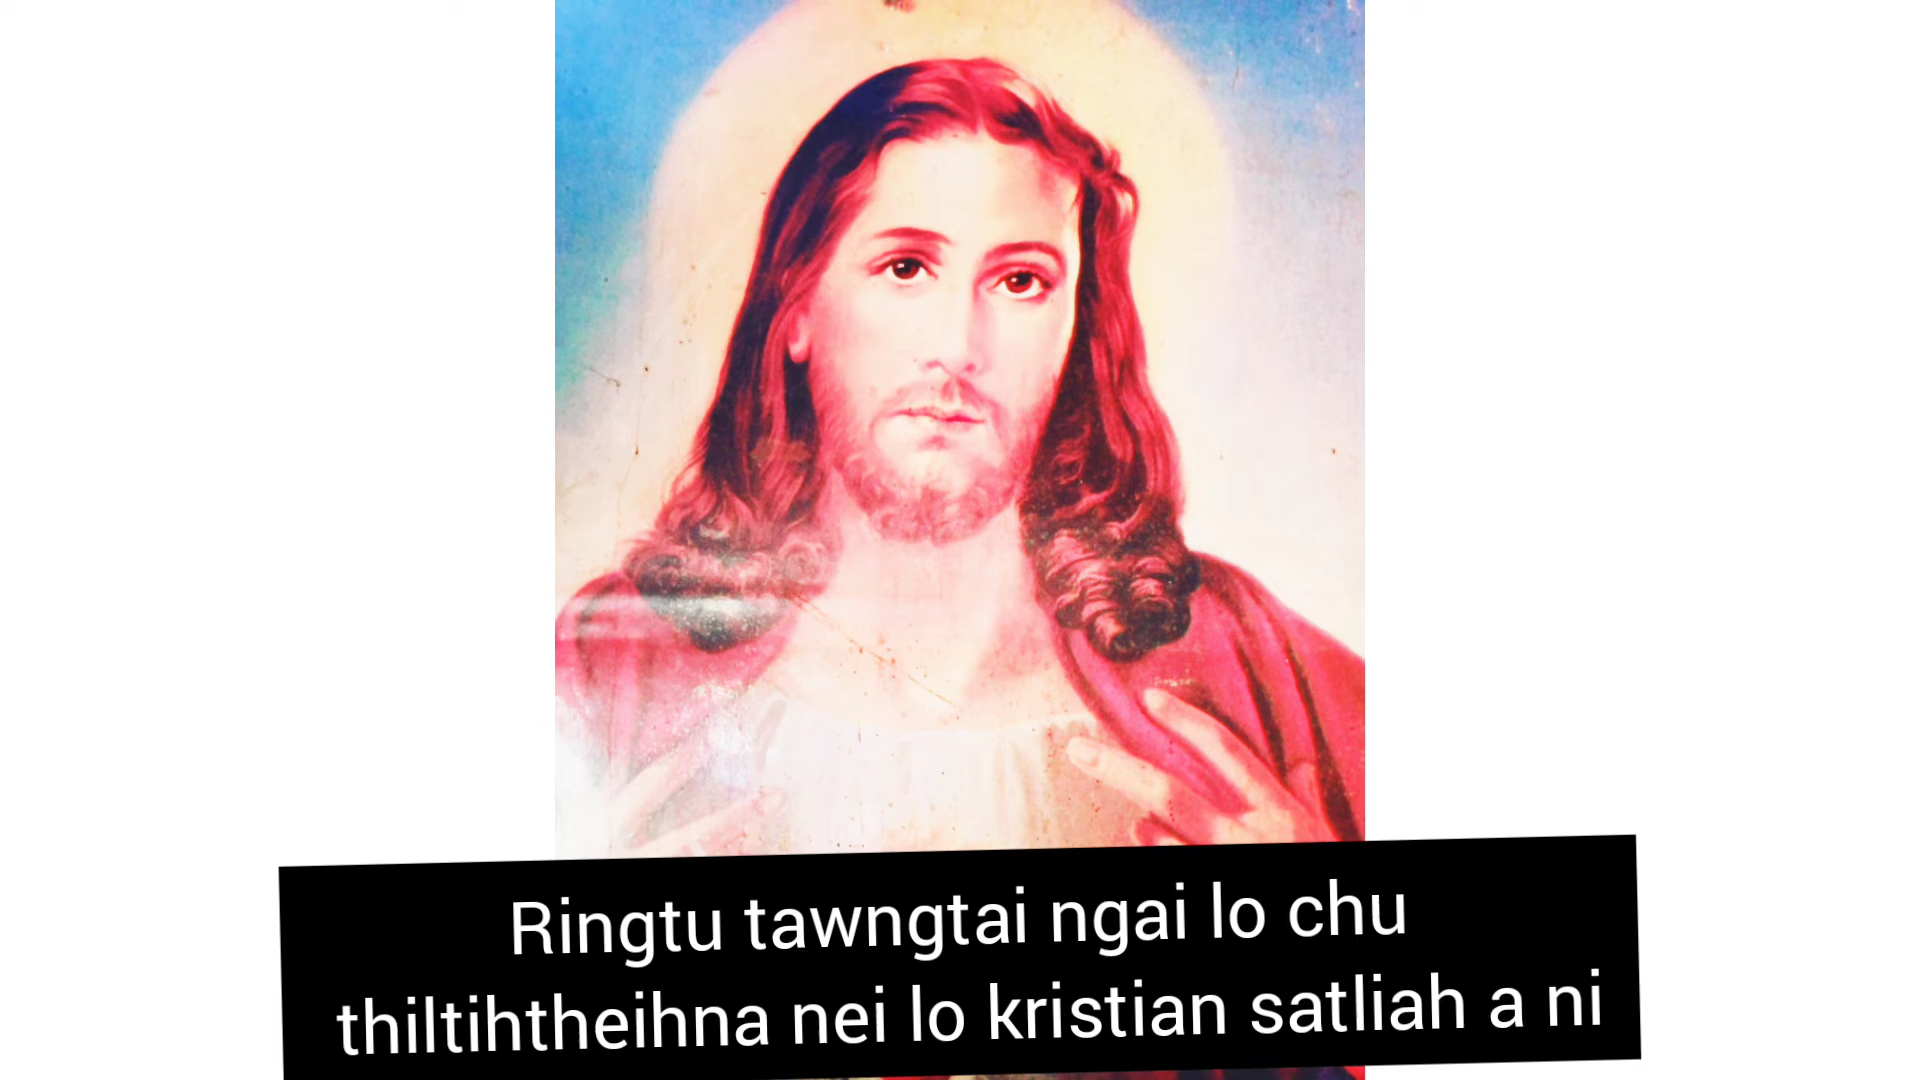 Ringtu tawngtai ngai lo chu
thiltihtheihna nei lo kristian satliah a ni